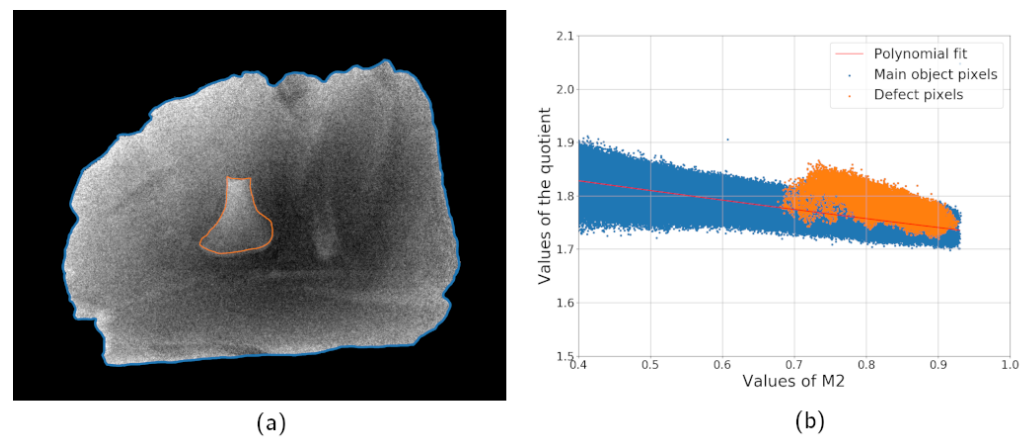 (a)
2.1
2.0
1.9
1.8
1.7
1.6
1.5
Values of the quotient
Polynomial fit
Main object pixels
Defect pixels
0.4 0.5 0.6 0.7 0.8 0.9 1.0
Values of M2
(b)